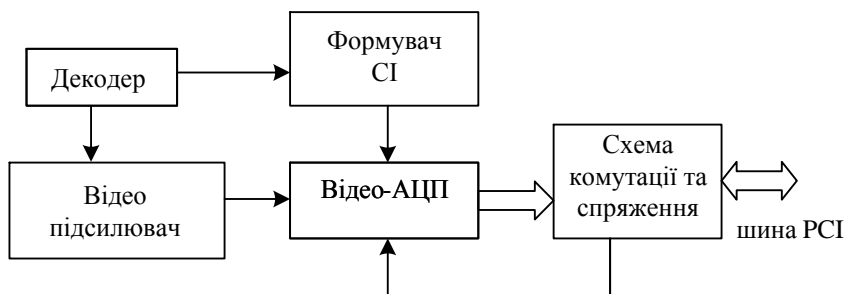 Формувач
СІ
Декодер
Відео
підсилювач
Відео-АЦП
Схема
комутації та
спряження
шина PCI